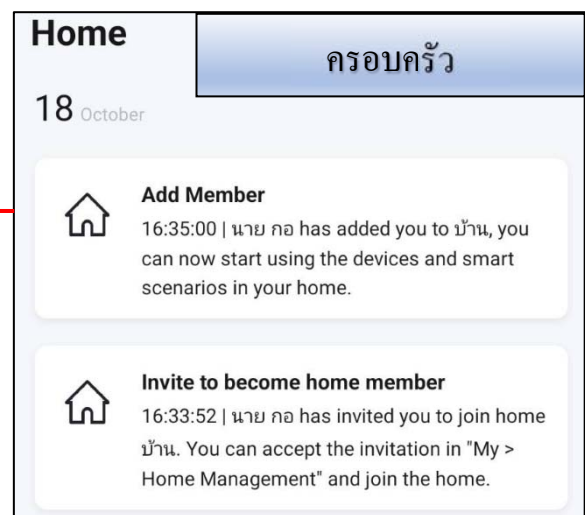 Home
ครอบครัว
18 October
Add Member
16:35:00 | นาย กอ has added you to บ้าน, you
can now start using the devices and smart
scenarios in your home.
Invite to become home member
16:33:52 | นาย กอ has invited you to join home
บ้าน. You can accept the invitation in "My >
Home Management" and join the home.